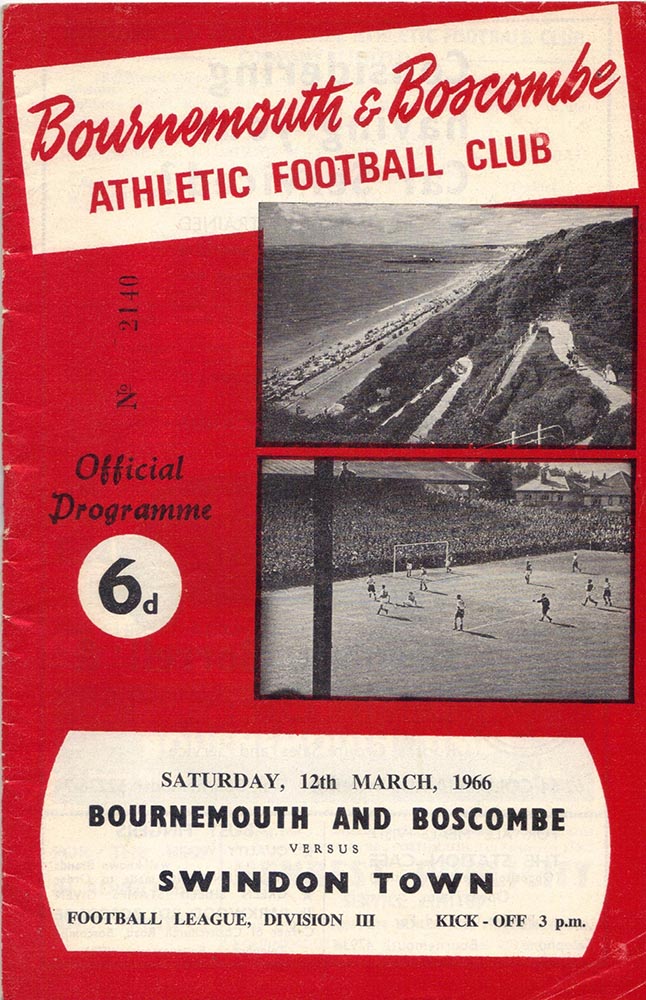 Bournemouth & Boscombe
ATHLETIC FOOTBALL CLUB
No 2140
Official
Programme
6d
SATURDAY, 12th MARCH, 1966
BOURNEMOUTH AND BOSCOMBE
VERSUS
SWINDON TOWN
FOOTBALL LEAGUE, DIVISION III KICK-OFF 3 p.m.